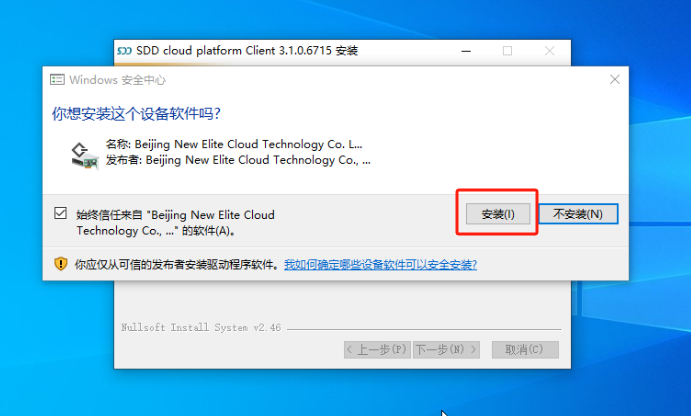 SDD SDD cloud platform Client 3.1.0.6715 安装
Windows 安全中心
你想安装这个设备软件吗?
名称: Beijing New Elite Cloud Technology Co. L...
发布者: Beijing New Elite Cloud Technology Co., ...
始终信任来自 "Beijing New Elite Cloud
Technology Co., ..." 的软件(A)。
安装(I)
不安装(N)
你应仅从可信的发布者安装驱动程序软件。我如何确定哪些设备软件可以安全安装?
Nullsoft Install System v2.46
< 上一步(P)
下一步(N) >
取消(C)